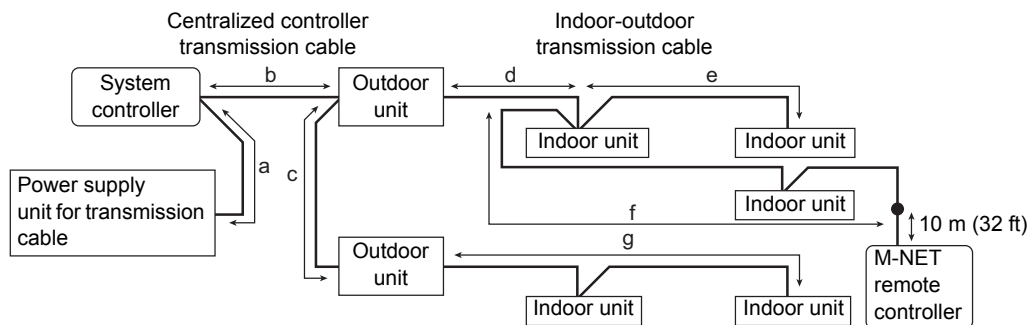 Centralized controller
transmission cable
Indoor-outdoor
transmission cable
System
controller
b
Outdoor
unit
d
e
Indoor unit
Indoor unit
a
c
Power supply
unit for transmission
cable
Indoor unit
f
10 m (32 ft)
g
Outdoor
unit
M-NET
remote
controller
Indoor unit
Indoor unit